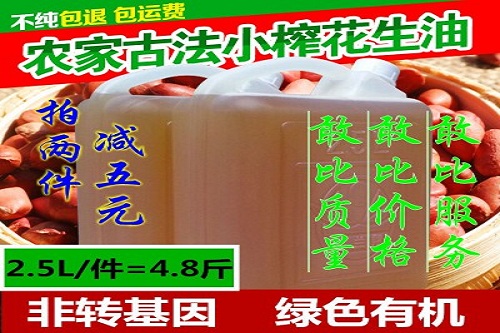 不纯包退 包运费
农家古法小榨花生油
拍两件
减五元
敢比质量
敢比价格
敢比服务
2.5L/件=4.8斤
非转基因 绿色有机